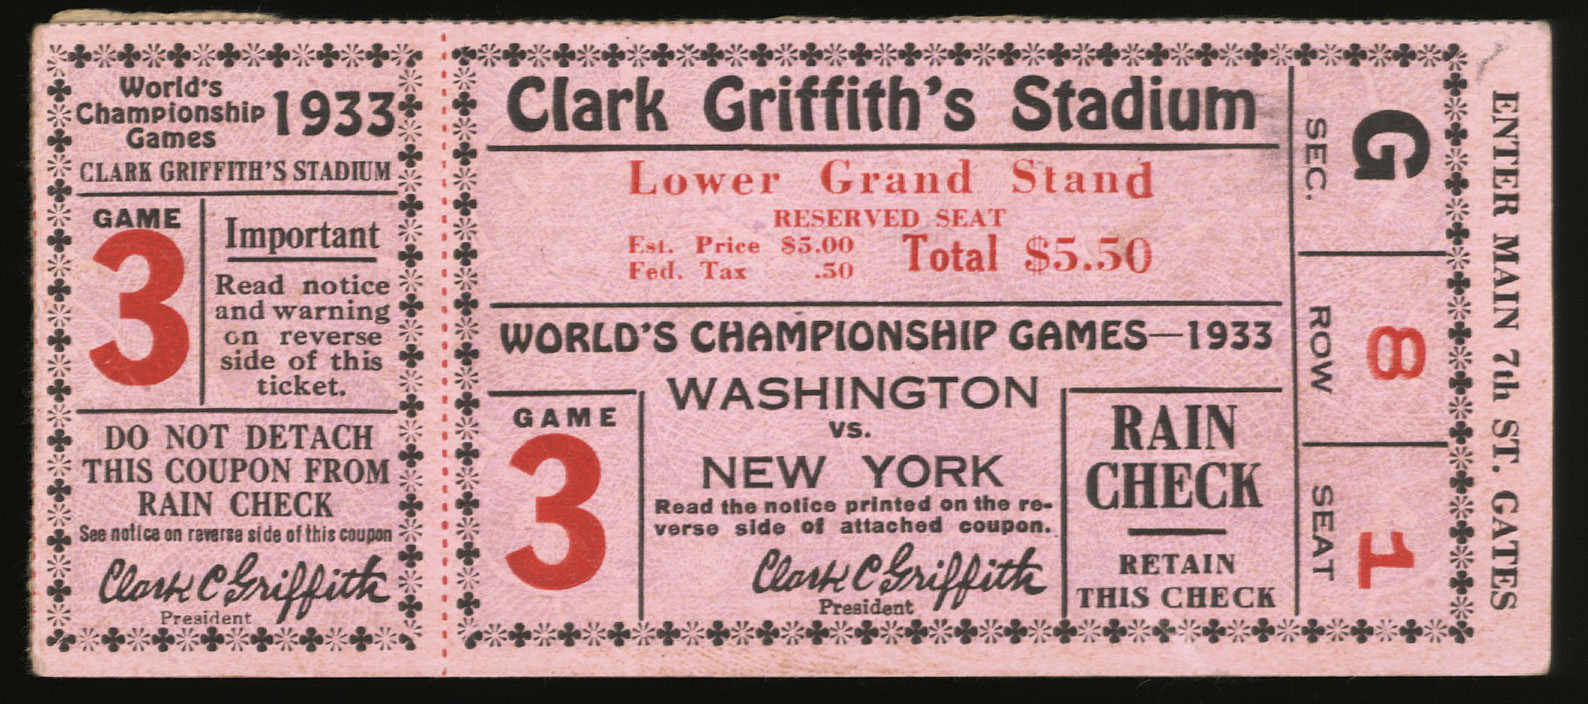 World's
Championship
Games
1933
CLARK GRIFFITH'S STADIUM
GAME
3
Important
Read notice
and warning
on reverse
side of this
ticket.
DO NOT DETACH
THIS COUPON FROM
RAIN CHECK
See notice on reverse side of this coupon
Clark C Griffith
President
Clark Griffith's Stadium
Lower Grand Stand
RESERVED SEAT
Est. Price $5.00
Fed. Tax .50
Total $5.50
WORLD'S CHAMPIONSHIP GAMES—1933
GAME
3
WASHINGTON
VS.
NEW YORK
Read the notice printed on the re-
verse side of attached coupon.
Clark C Griffith
President
RAIN
CHECK
RETAIN
THIS CHECK
SEC. G
ROW 8
SEAT 1
ENTER MAIN 7th ST. GATES